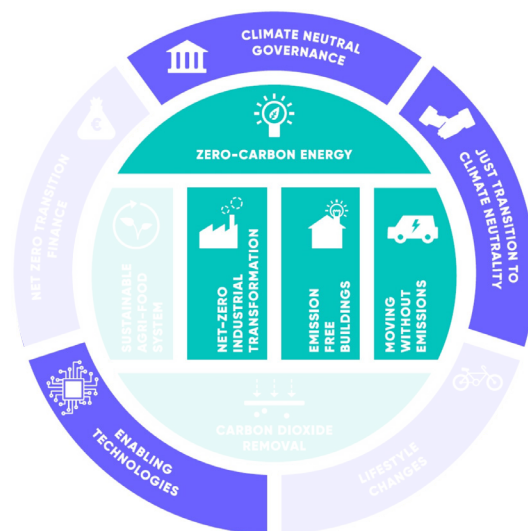 CLIMATE NEUTRAL
GOVERNANCE
JUST TRANSITION TO
CLIMATE NEUTRALITY
NET ZERO TRANSITION
FINANCE
€
ZERO-CARBON ENERGY
SUSTAINABLE
AGRI-FOOD
SYSTEM
NET-ZERO
INDUSTRIAL
TRANSFORMATION
EMISSION
FREE
BUILDINGS
MOVING
WITHOUT
EMISSIONS
CARBON DIOXIDE
REMOVAL
ENABLING
TECHNOLOGIES
LIFESTYLE
CHANGES